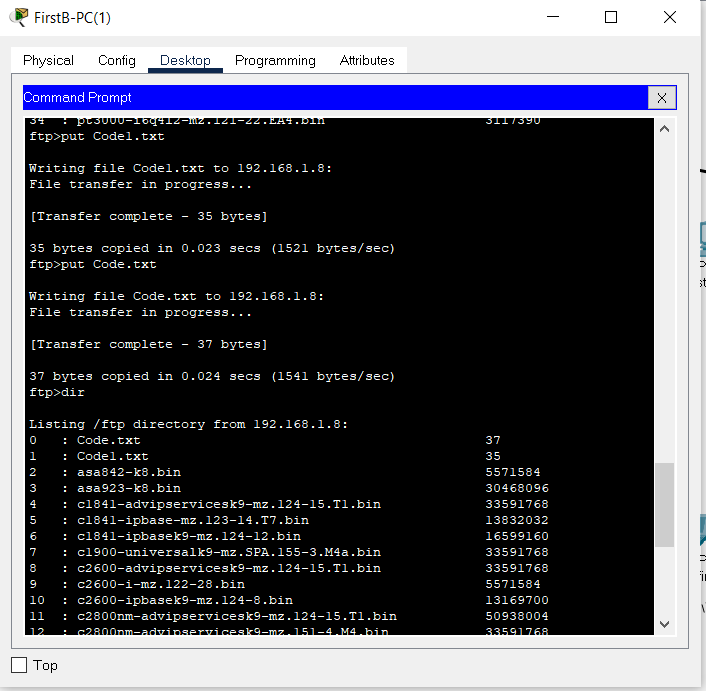 FirstB-PC(1)
Physical Config Desktop Programming Attributes
Command Prompt X
34 : pt3000-i6q4l2-mz.121-22.EA4.bin 3117390
ftp>put Code1.txt
Writing file Code1.txt to 192.168.1.8:
File transfer in progress...
[Transfer complete - 35 bytes]
35 bytes copied in 0.023 secs (1521 bytes/sec)
ftp>put Code.txt
Writing file Code.txt to 192.168.1.8:
File transfer in progress...
[Transfer complete - 37 bytes]
37 bytes copied in 0.024 secs (1541 bytes/sec)
ftp>dir
Listing /ftp directory from 192.168.1.8:
0 : Code.txt 37
1 : Code1.txt 35
2 : asa842-k8.bin 5571584
3 : asa923-k8.bin 30468096
4 : c1841-advipservicesk9-mz.124-15.T1.bin 33591768
5 : c1841-ipbase-mz.123-14.T7.bin 13832032
6 : c1841-ipbasek9-mz.124-12.bin 16599160
7 : c1900-universalk9-mz.SPA.155-3.M4a.bin 33591768
8 : c2600-advipservicesk9-mz.124-15.T1.bin 33591768
9 : c2600-i-mz.122-28.bin 5571584
10 : c2600-ipbasek9-mz.124-8.bin 13169700
11 : c2800nm-advipservicesk9-mz.124-15.T1.bin 50938004
12 : c2800nm-advipservicesk9-mz.151-4.M4.bin 33591768
Top